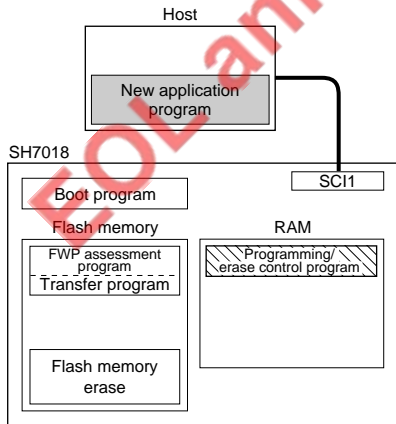 Host
New application
program
SH7018
SCI1
Boot program
Flash memory
RAM
FWP assessment
program
Transfer program
Programming/
erase control program
Flash memory
erase
EOL an